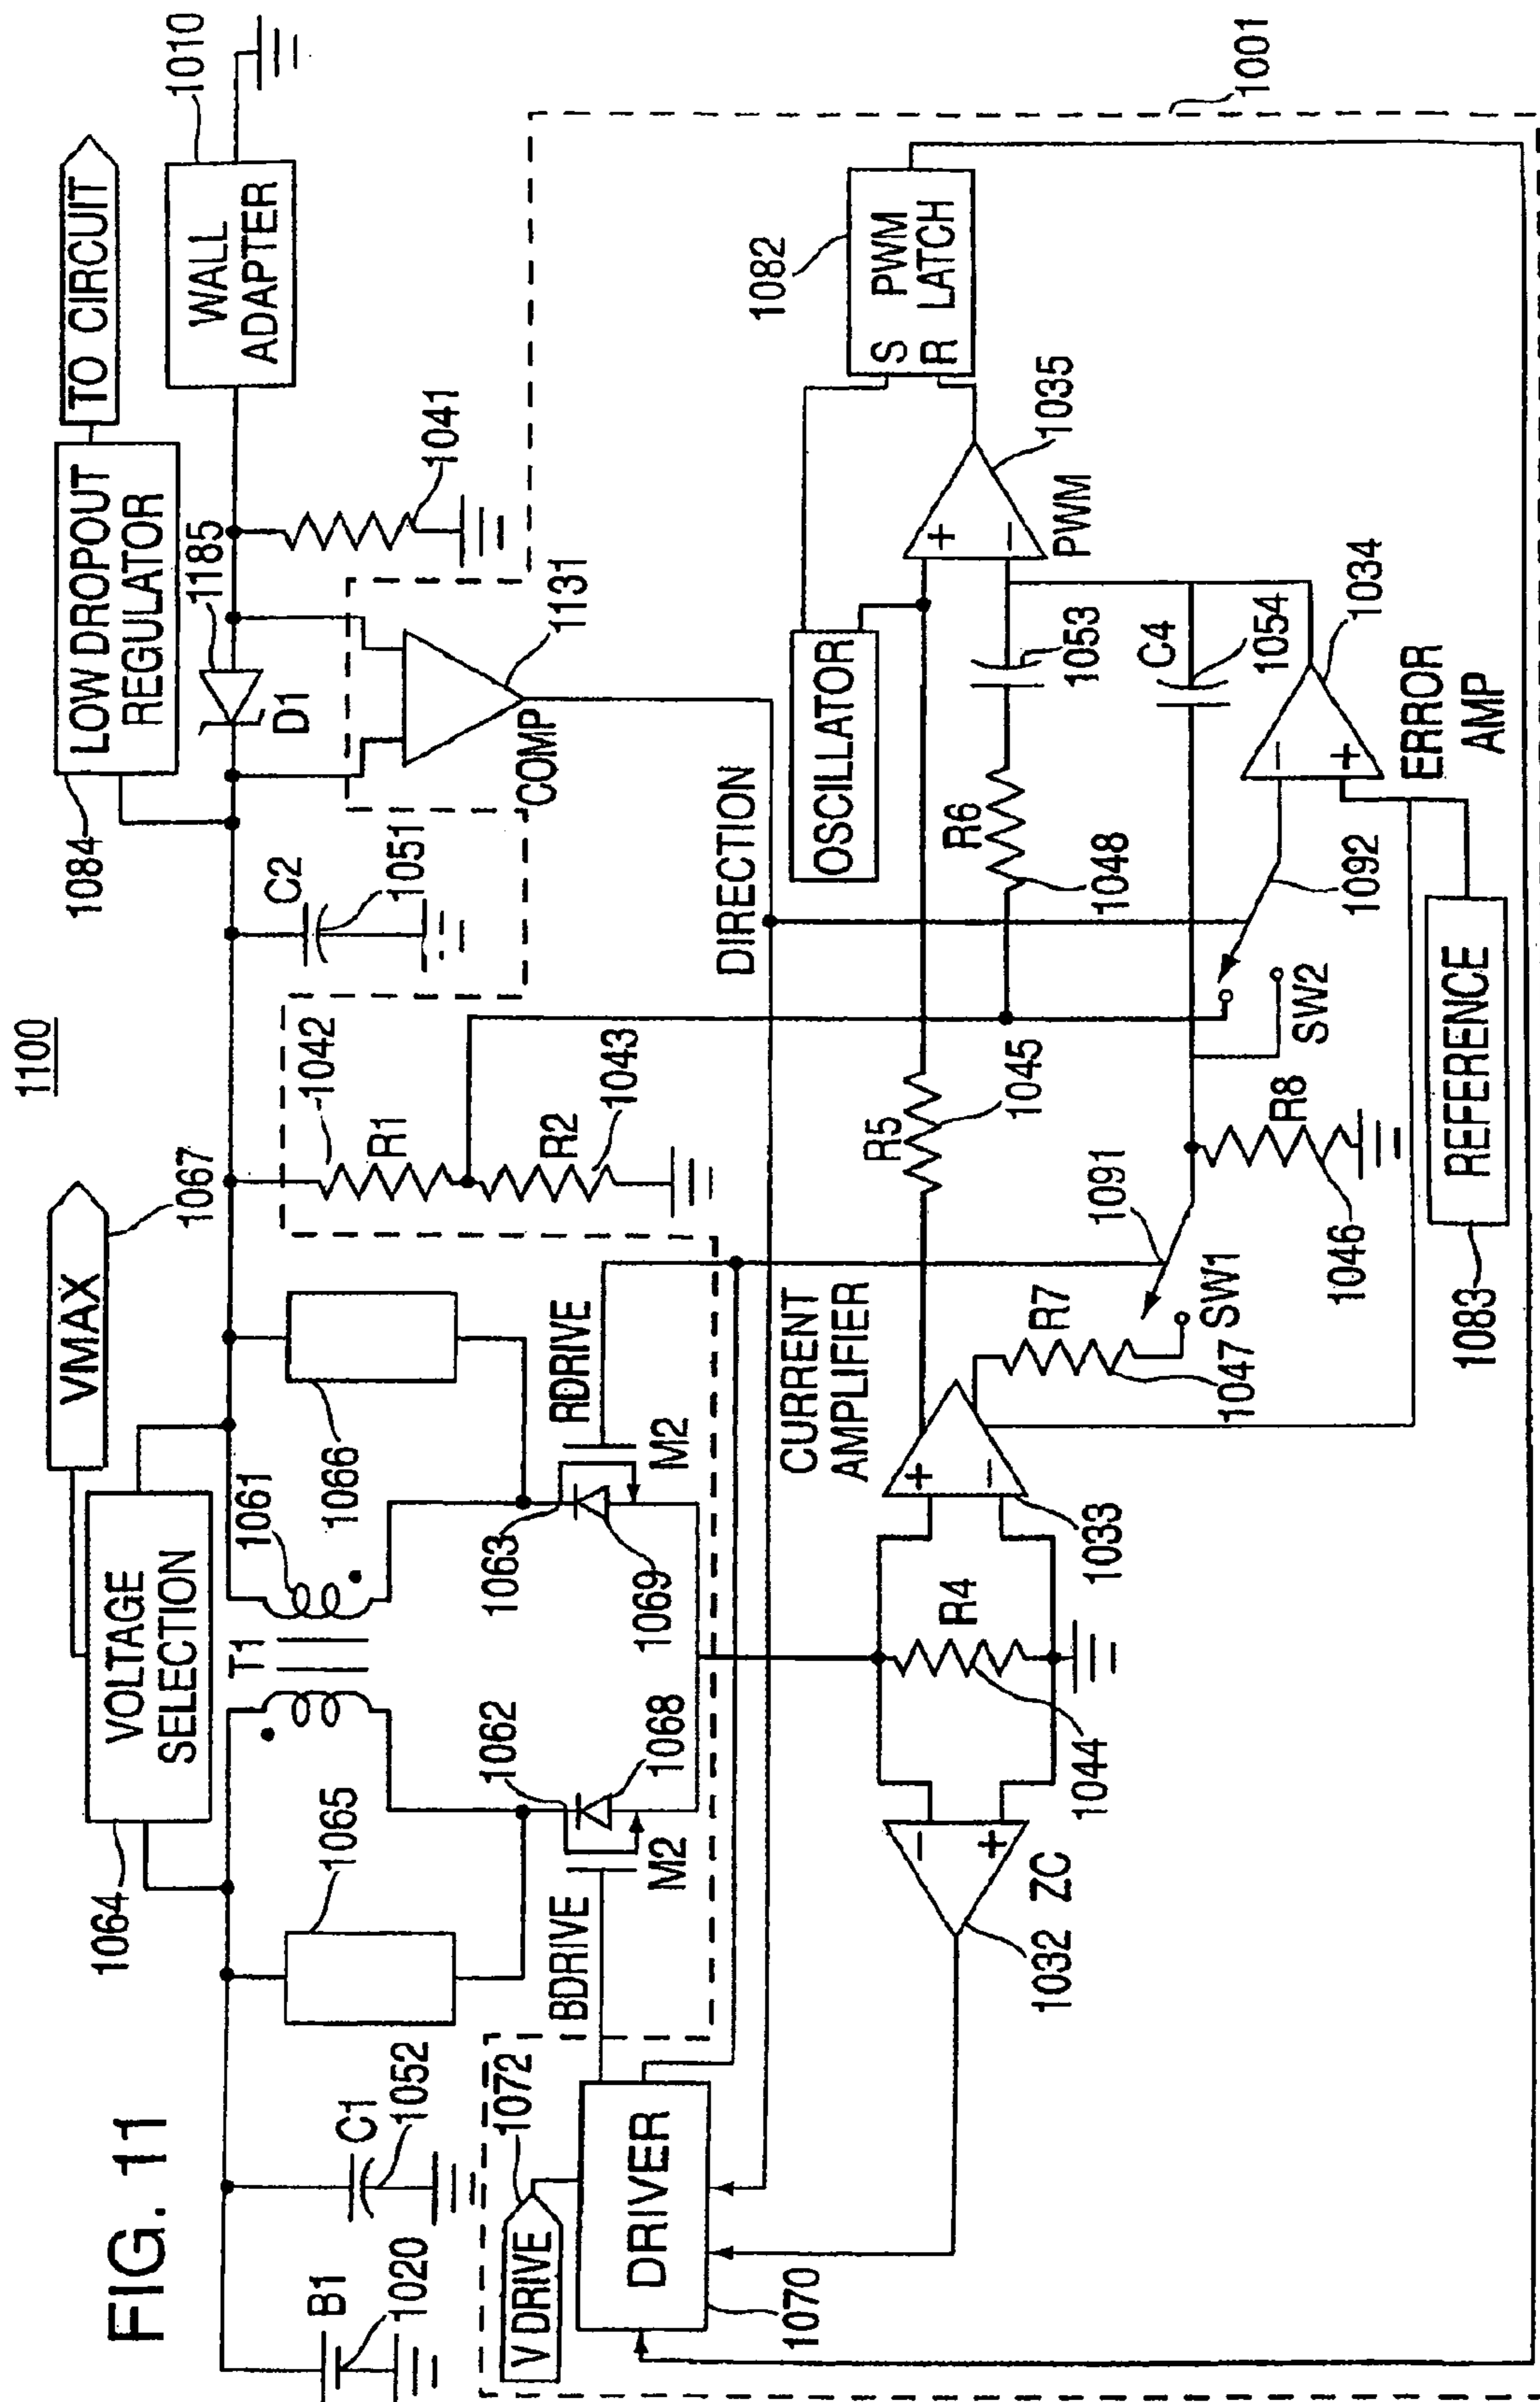 FIG. 11
1100
B1
1020
C1
1052
1064
VOLTAGE
SELECTION
VMAX
1067
1065
T1
1061
1066
1084
LOW DROPOUT
REGULATOR
TO CIRCUIT
1185
D1
WALL
ADAPTER
1010
1041
C2
1051
COMP
1131
1042
R1
R2
1043
V DRIVE
1072
BDRIVE
1062
1068
M2
1063
1069
RDRIVE
M2
DRIVER
1070
DIRECTION
CURRENT
AMPLIFIER
1001
1082
S
R
PWM
LATCH
OSCILLATOR
+
−
1035
PWM
R5
1045
R6
1048
1053
C4
1054
−
+
ZC
1032
R4
1044
+
−
1033
R7
1047
SW1
1091
R8
1046
SW2
1092
−
+
1034
ERROR
AMP
REFERENCE
1083